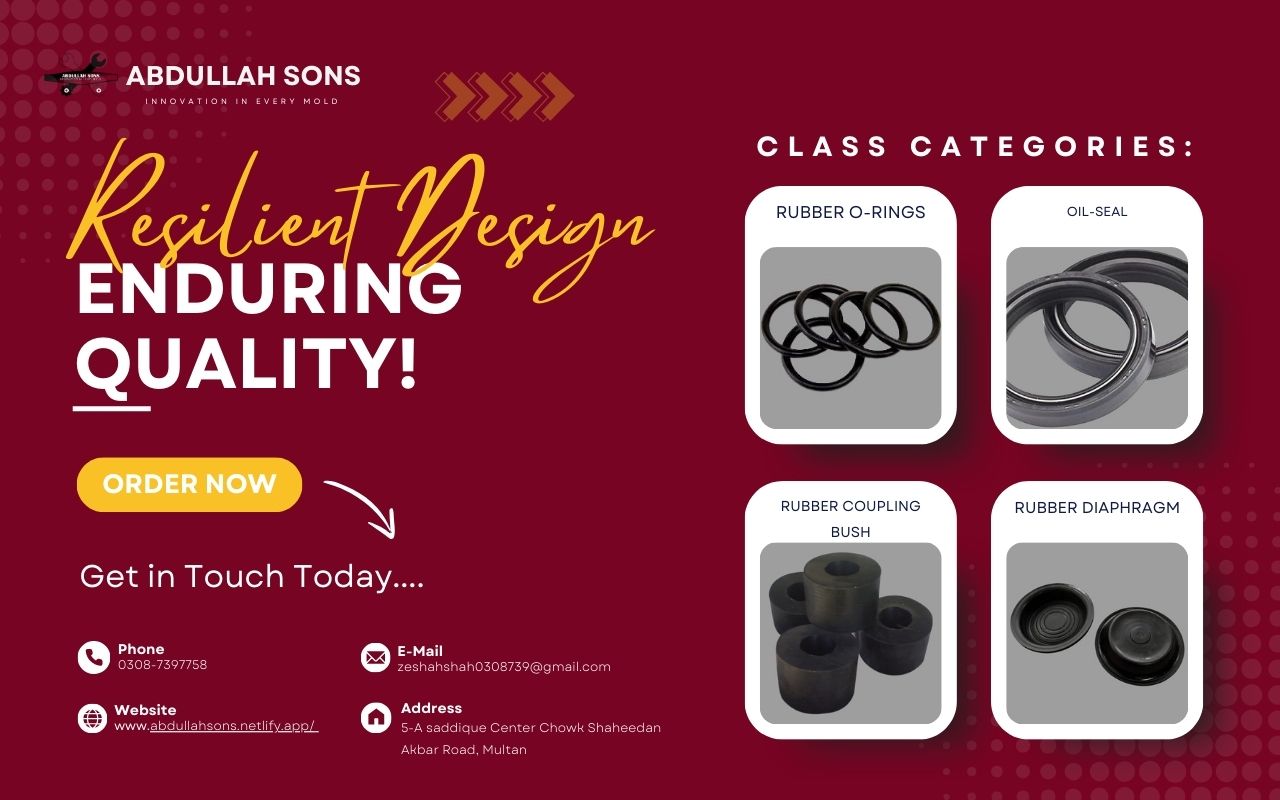 ABDULLAH SONS
ABDULLAH SONS
INNOVATION IN EVERY MOLD
Resilient Design
ENDURING
QUALITY!
ORDER NOW
Get in Touch Today....
Phone
0308-7397758
E-Mail
zeshahshah0308739@gmail.com
Website
www.abdullahsons.netlify.app/
Address
5-A saddique Center Chowk Shaheedan
Akbar Road, Multan
CLASS CATEGORIES:
RUBBER O-RINGS
OIL-SEAL
RUBBER COUPLING
BUSH
RUBBER DIAPHRAGM